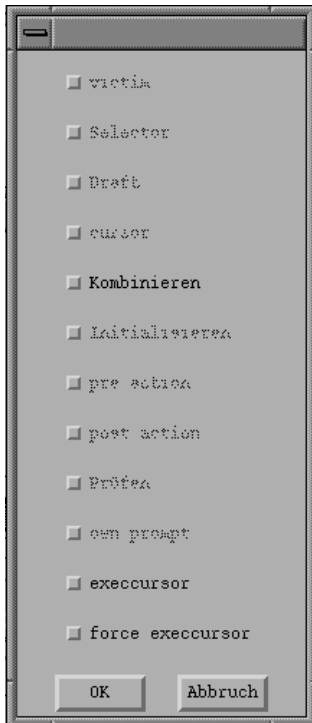 victim
Selector
Draft
cursor
Kombinieren
Initialisieren
pre action
post action
Prüfen
own prompt
execcursor
force execcursor
OK Abbruch